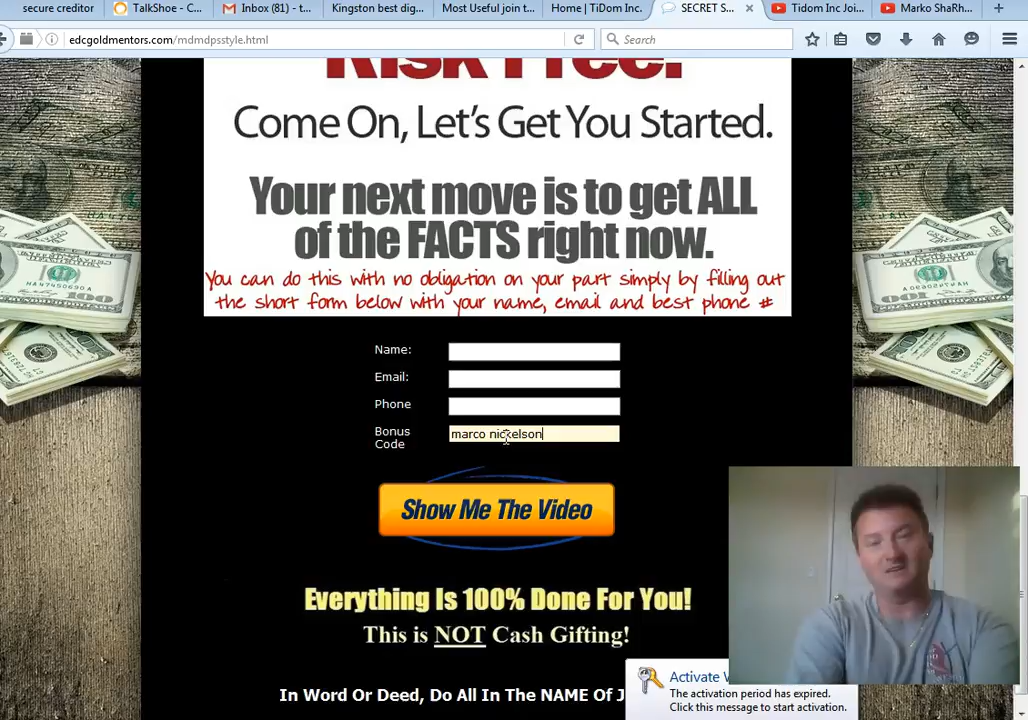 secure creditor
TalkShoe - C...
Inbox (81) - t...
Kingston best dig...
Most Useful join t...
Home | TiDom Inc.
SECRET S...
Tidom Inc Joi...
Marko ShaRh...
edcgoldmentors.com/mdmdpsstyle.html
Search
Risk Free!
Come On, Let's Get You Started.
Your next move is to get ALL
of the FACTS right now.
You can do this with no obligation on your part simply by filling out
the short form below with your name, email and best phone #
Name:
Email:
Phone
Bonus
Code
marco nickelson
Show Me The Video
Everything Is 100% Done For You!
This is NOT Cash Gifting!
In Word Or Deed, Do All In The NAME Of J
Activate W
The activation period has expired.
Click this message to start activation.